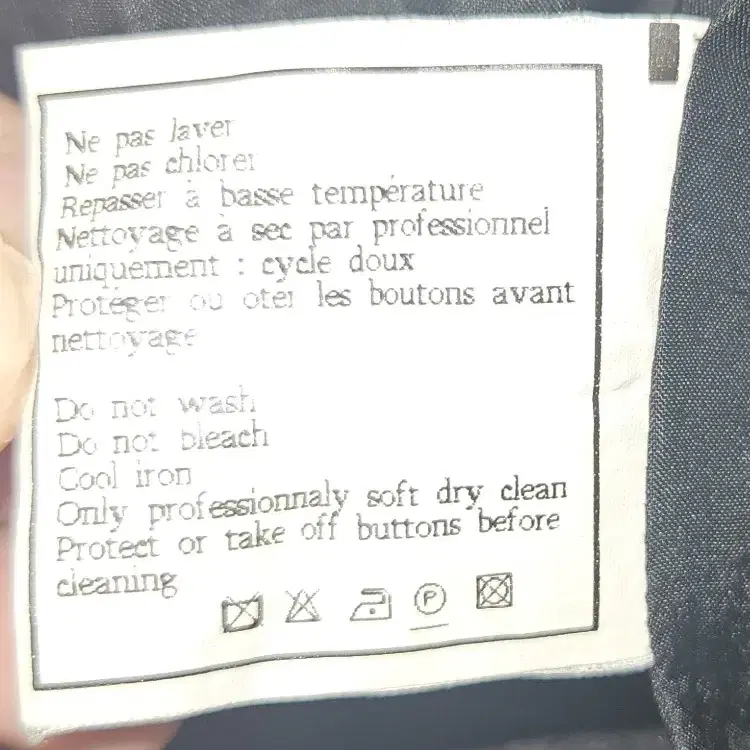 Ne pas laver
Ne pas chlorer
Repasser à basse température
Nettoyage à sec par professionnel
uniquement : cycle doux
Protéger ou oter les boutons avant
nettoyage
Do not wash
Do not bleach
Cool iron
Only professionnaly soft dry clean
Protect or take off buttons before
cleaning
P